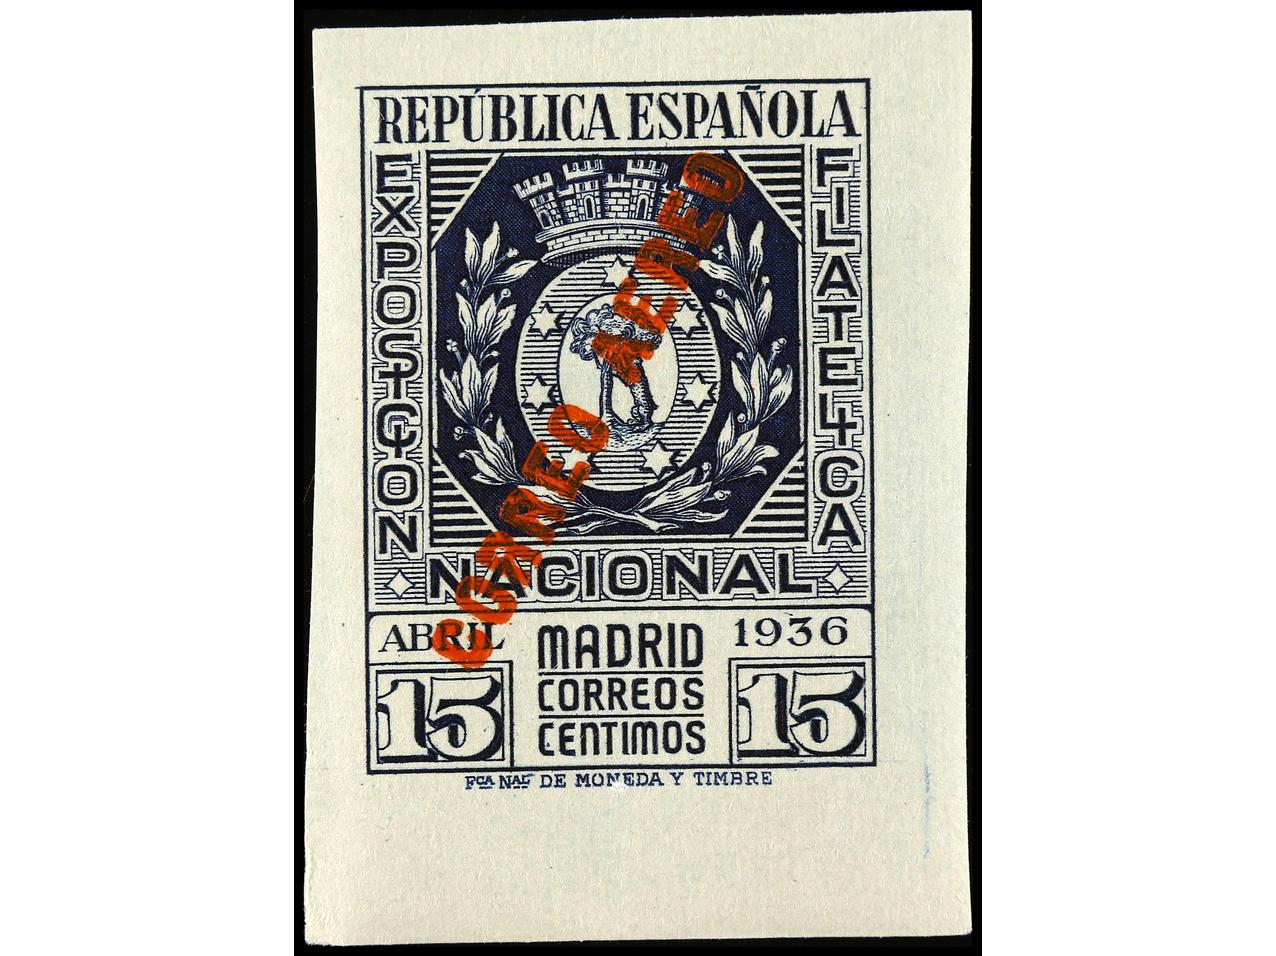 REPÚBLICA ESPAÑOLA
EXPOSICION
FILATELICA
NACIONAL
CORREO AEREO
ABRIL
MADRID
1936
15
CORREOS
15
CENTIMOS
FCA NAL DE MONEDA Y TIMBRE